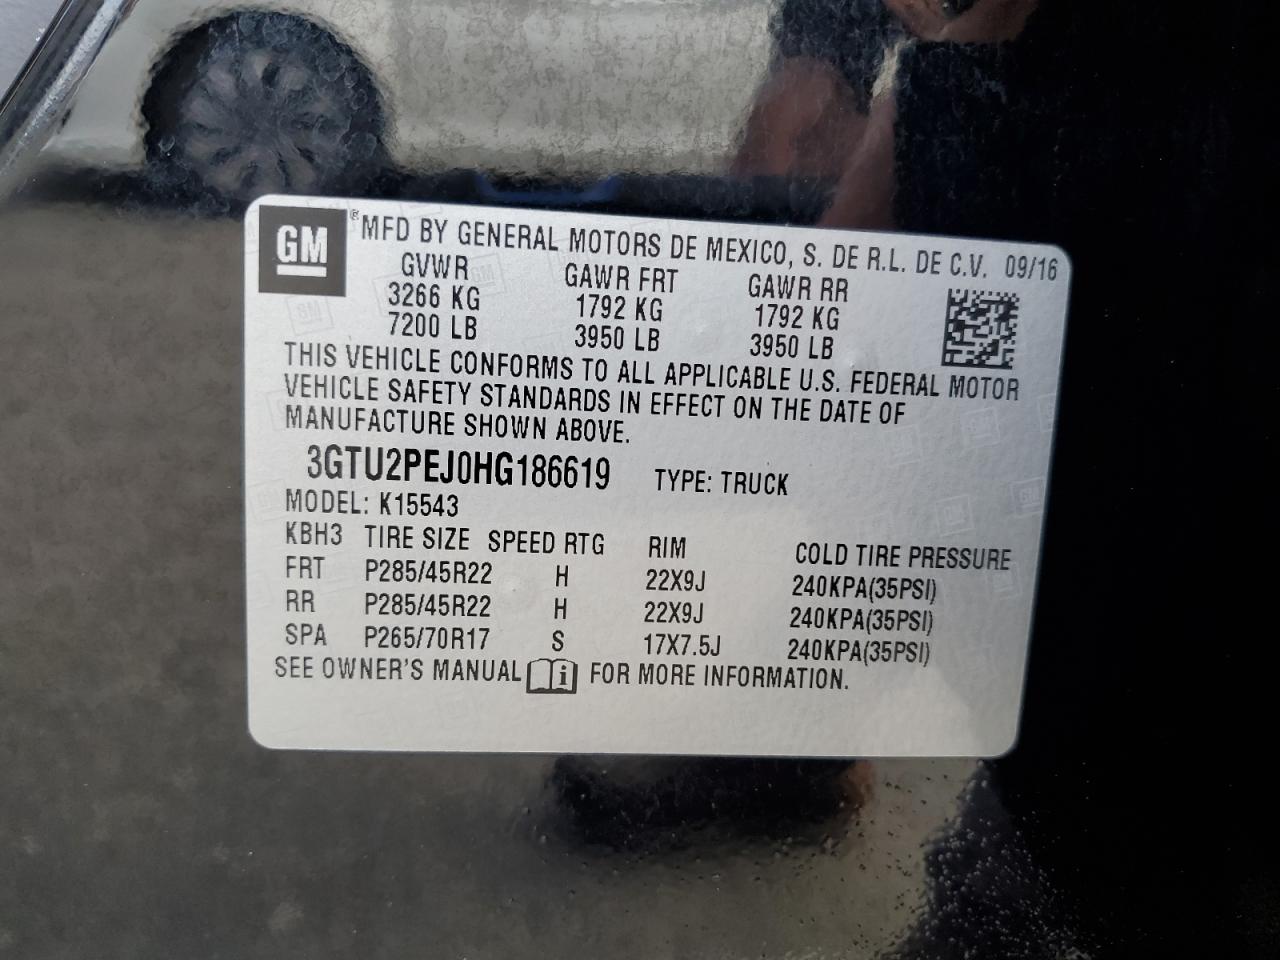 GM ® MFD BY GENERAL MOTORS DE MEXICO, S. DE R.L. DE C.V. 09/16
GVWR GAWR FRT GAWR RR
3266 KG 1792 KG 1792 KG
7200 LB 3950 LB 3950 LB
THIS VEHICLE CONFORMS TO ALL APPLICABLE U.S. FEDERAL MOTOR
VEHICLE SAFETY STANDARDS IN EFFECT ON THE DATE OF
MANUFACTURE SHOWN ABOVE.
3GTU2PEJ0HG186619 TYPE: TRUCK
MODEL: K15543
KBH3 TIRE SIZE SPEED RTG RIM COLD TIRE PRESSURE
FRT P285/45R22 H 22X9J 240KPA(35PSI)
RR P285/45R22 H 22X9J 240KPA(35PSI)
SPA P265/70R17 S 17X7.5J 240KPA(35PSI)
SEE OWNER'S MANUAL i FOR MORE INFORMATION.